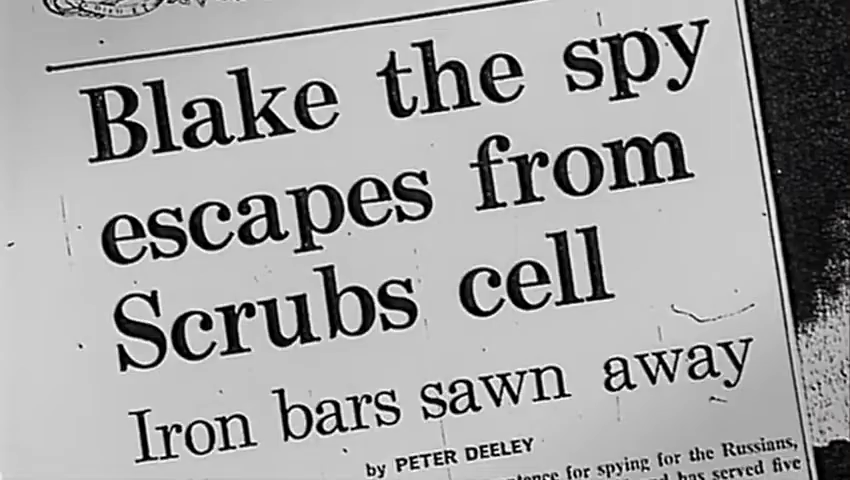 Blake the spy
escapes from
Scrubs cell
Iron bars sawn away
by PETER DEELEY
for spying for the Russians,
has served five